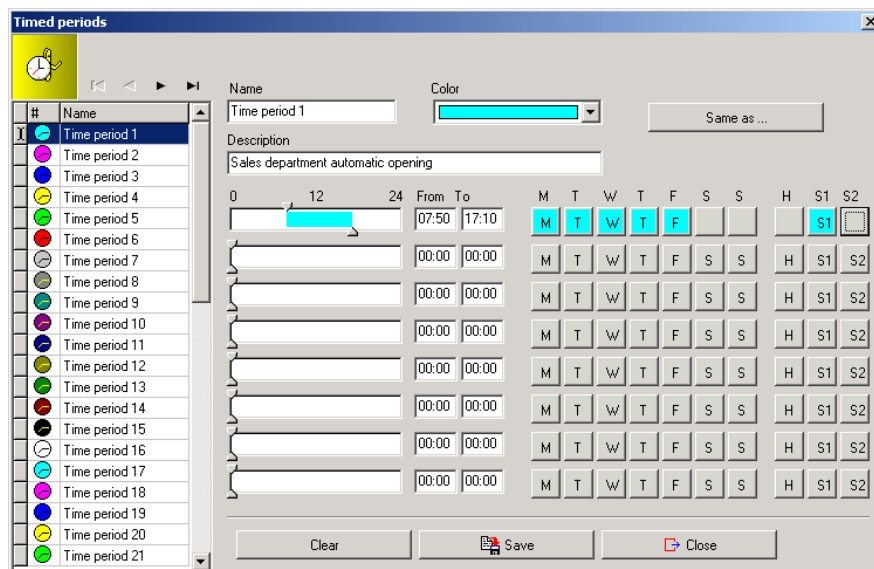 Timed periods
Name Color
Time period 1
Same as ...
Description
Sales department automatic opening
# Name
Time period 1
Time period 2
Time period 3
Time period 4
Time period 5
Time period 6
Time period 7
Time period 8
Time period 9
Time period 10
Time period 11
Time period 12
Time period 13
Time period 14
Time period 15
Time period 16
Time period 17
Time period 18
Time period 19
Time period 20
Time period 21
0 12 24 From To M T W T F S S H S1 S2
07:50 17:10 M T W T F S1
00:00 00:00 M T W T F S S H S1 S2
00:00 00:00 M T W T F S S H S1 S2
00:00 00:00 M T W T F S S H S1 S2
00:00 00:00 M T W T F S S H S1 S2
00:00 00:00 M T W T F S S H S1 S2
00:00 00:00 M T W T F S S H S1 S2
00:00 00:00 M T W T F S S H S1 S2
Clear Save Close